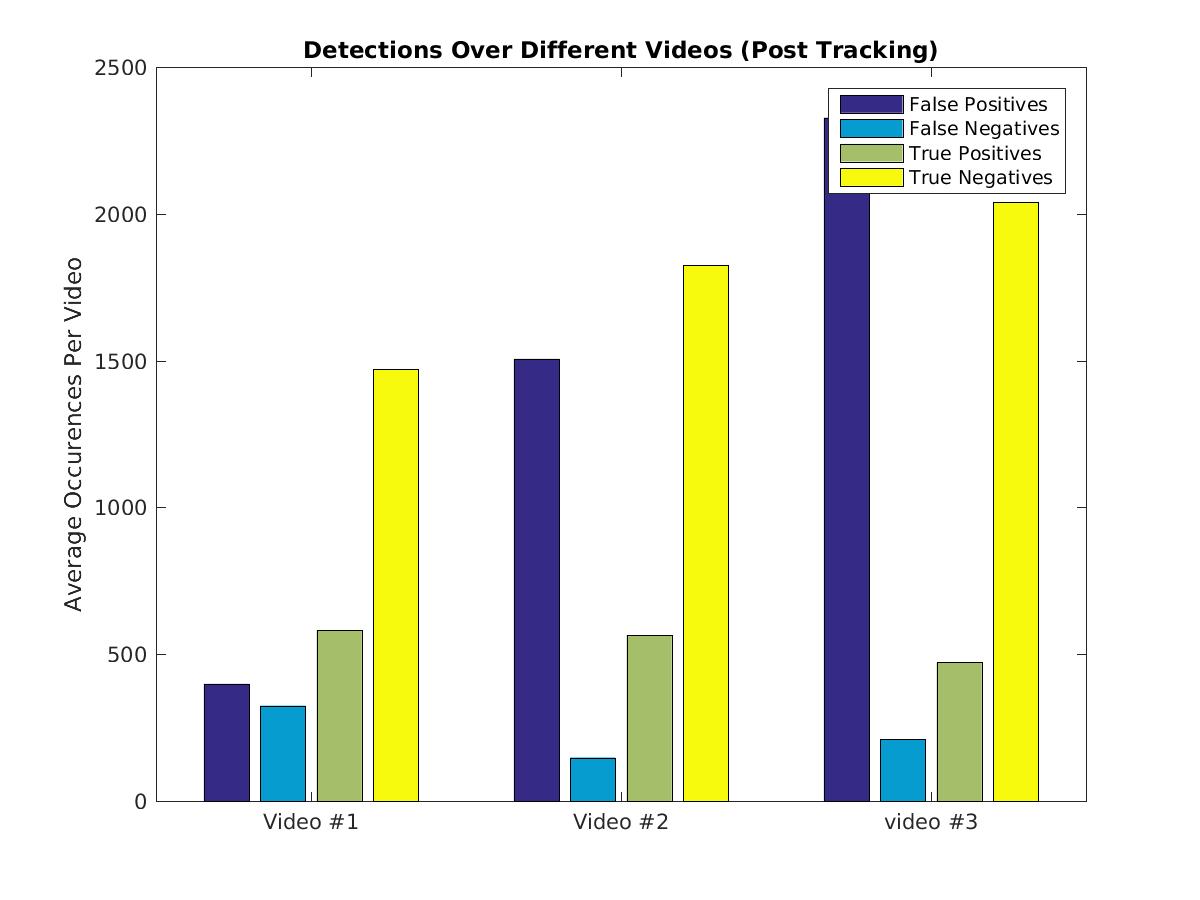 Detections Over Different Videos (Post Tracking)
2500
2000
1500
1000
500
0
Average Occurences Per Video
False Positives
False Negatives
True Positives
True Negatives
Video #1
Video #2
video #3